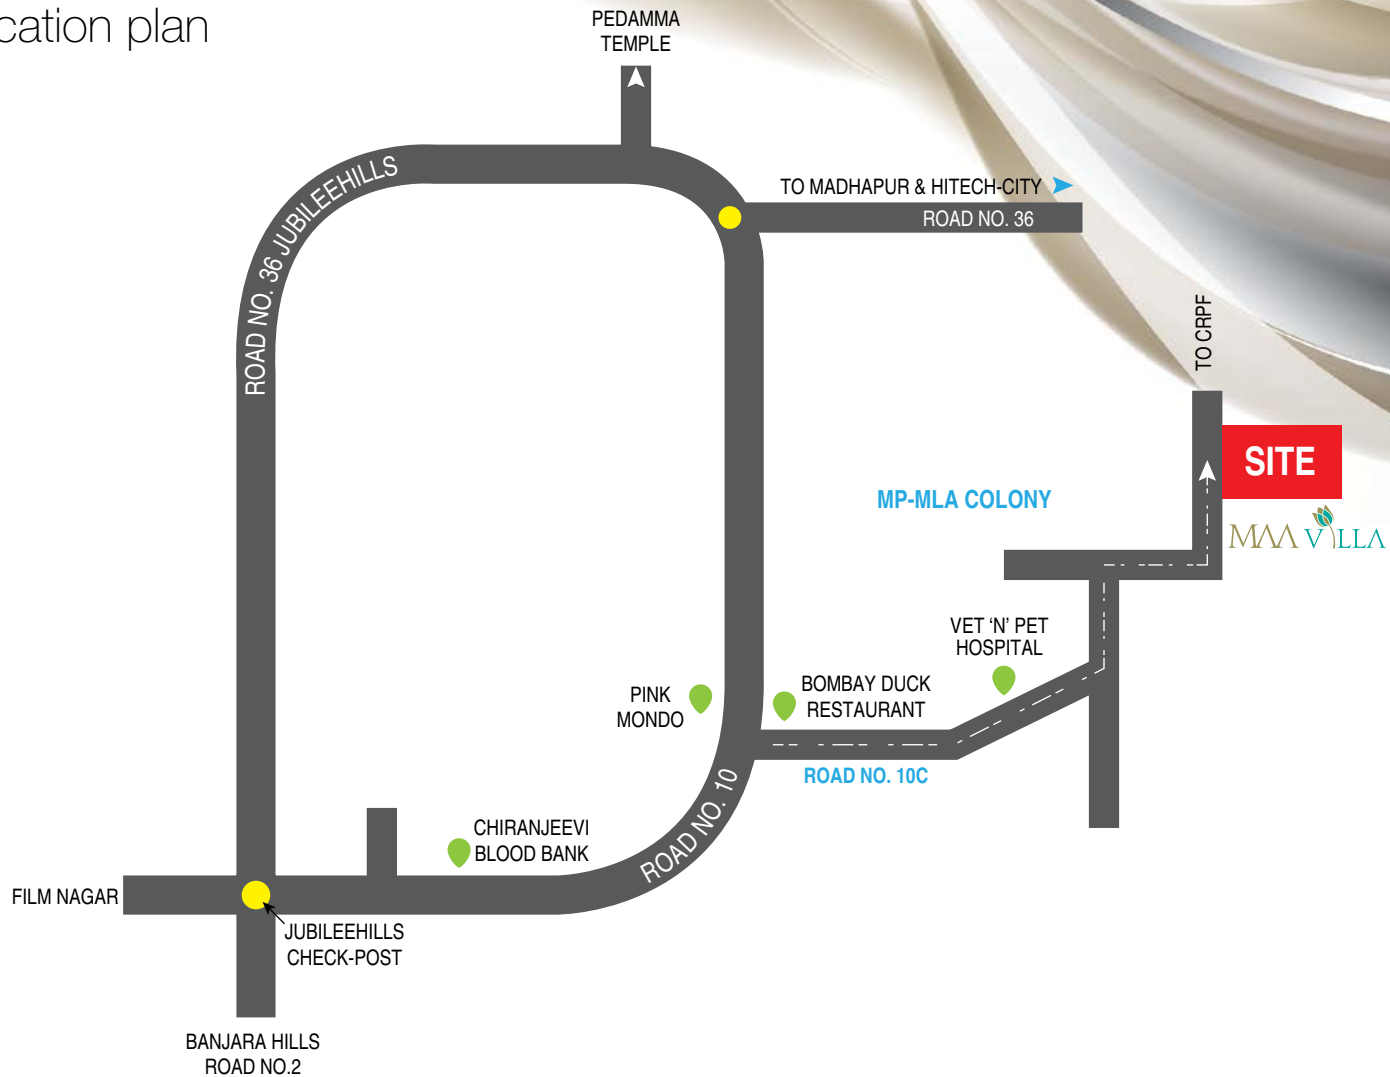 cation plan
PEDAMMA
TEMPLE
ROAD NO. 36 JUBILEEHILLS
TO MADHAPUR & HITECH-CITY
ROAD NO. 36
TO CRPF
SITE
MAA VILLA
MP-MLA COLONY
VET ‘N’ PET
HOSPITAL
PINK
MONDO
BOMBAY DUCK
RESTAURANT
ROAD NO. 10C
ROAD NO. 10
CHIRANJEEVI
BLOOD BANK
FILM NAGAR
JUBILEEHILLS
CHECK-POST
BANJARA HILLS
ROAD NO.2